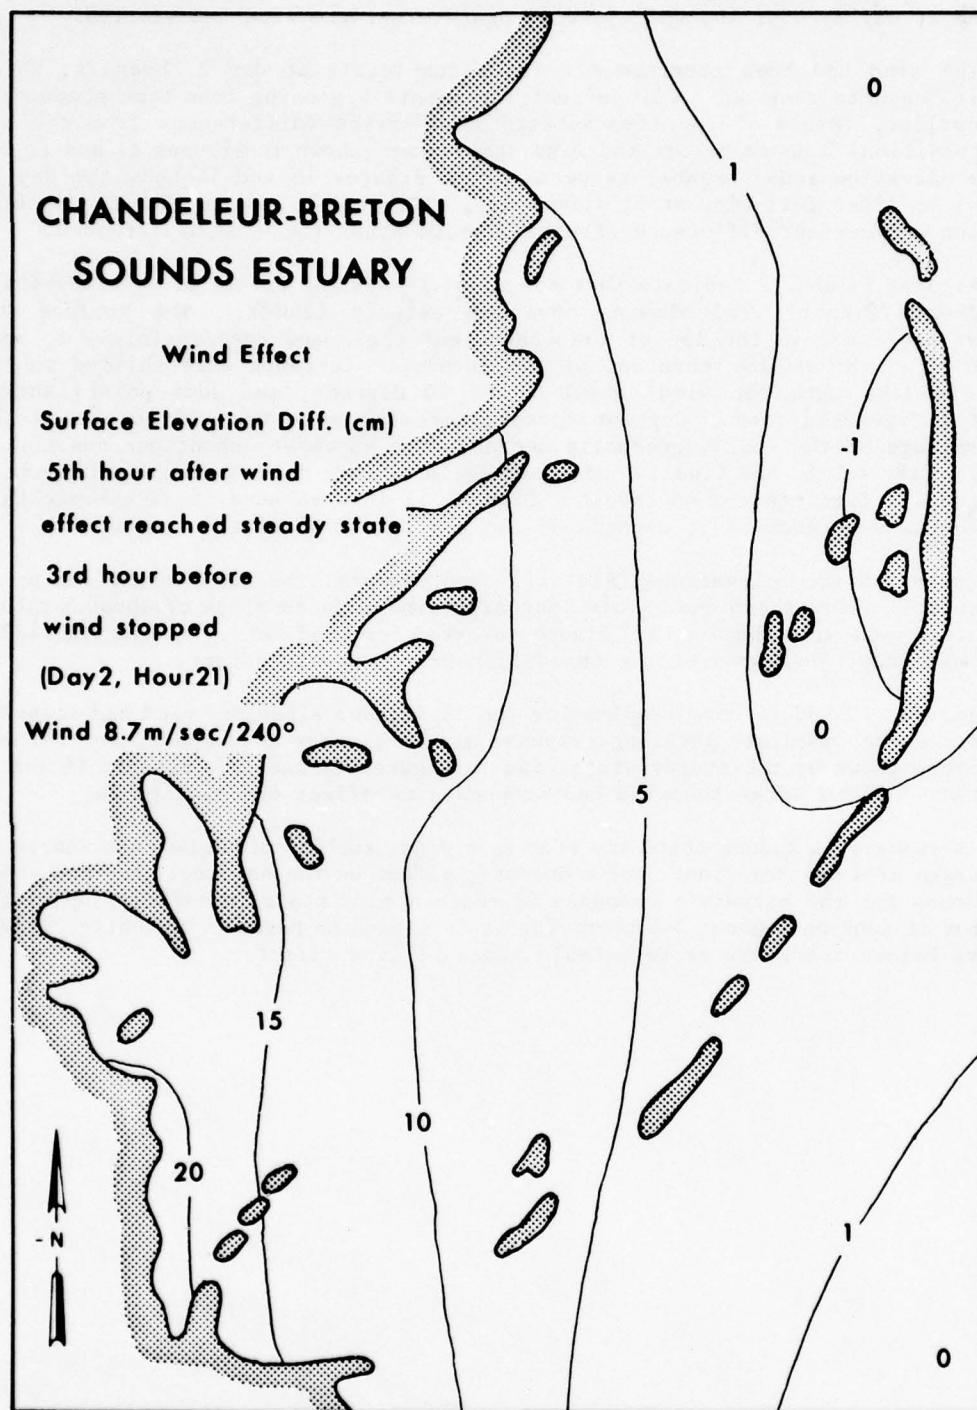 CHANDELEUR-BRETON
SOUNDS ESTUARY
Wind Effect
Surface Elevation Diff. (cm)
5th hour after wind
effect reached steady state
3rd hour before
wind stopped
(Day2, Hour21)
Wind 8.7m/sec/240°
0
1
-1
0
5
15
10
20
1
0
- N